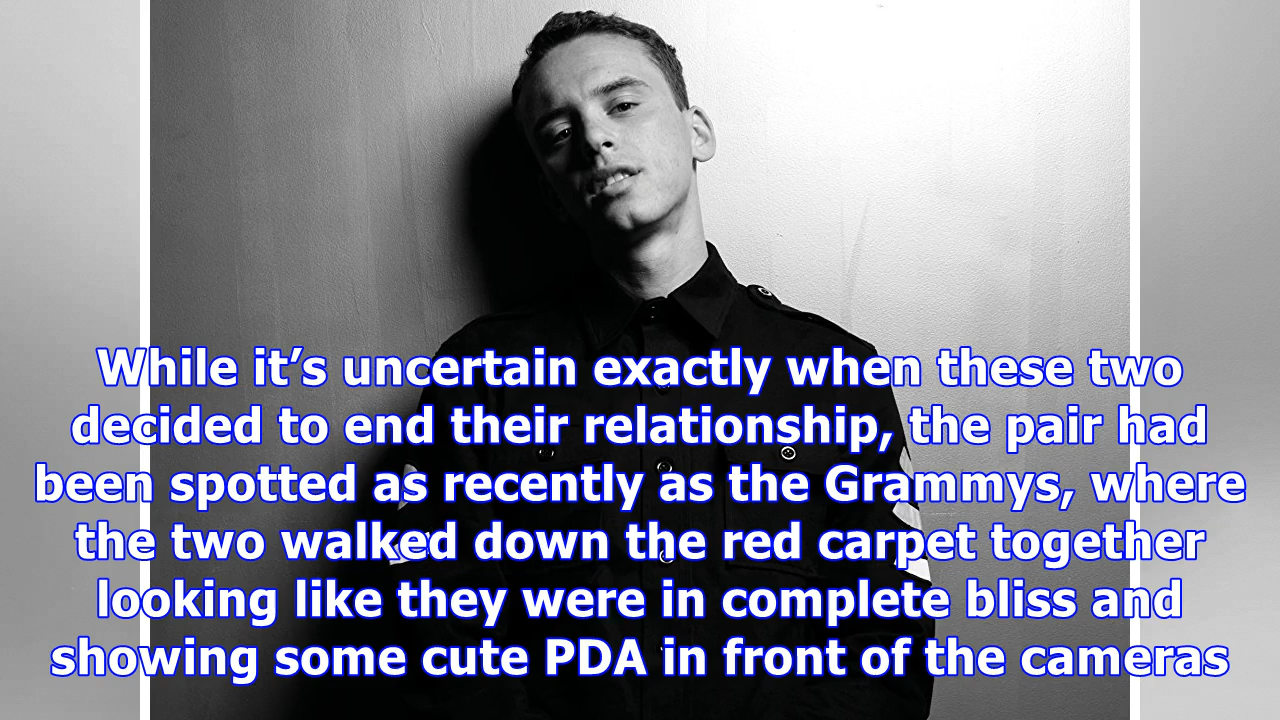 While it’s uncertain exactly when these two
decided to end their relationship, the pair had
been spotted as recently as the Grammys, where
the two walked down the red carpet together
looking like they were in complete bliss and
showing some cute PDA in front of the cameras